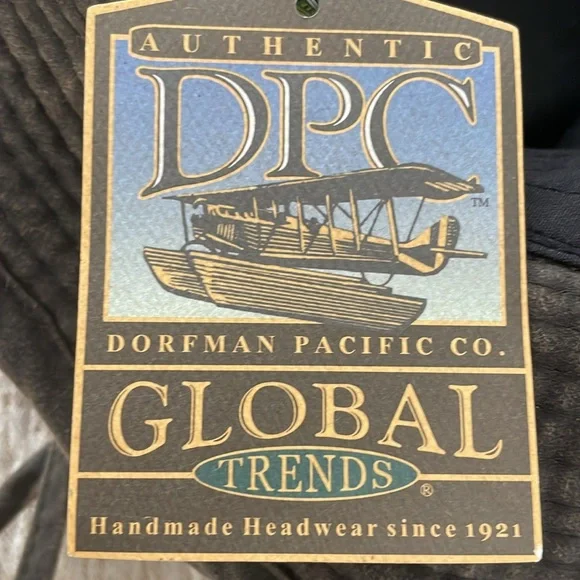 AUTHENTIC
DPC
TM
DORFMAN PACIFIC CO.
GLOBAL
TRENDS®
Handmade Headwear since 1921